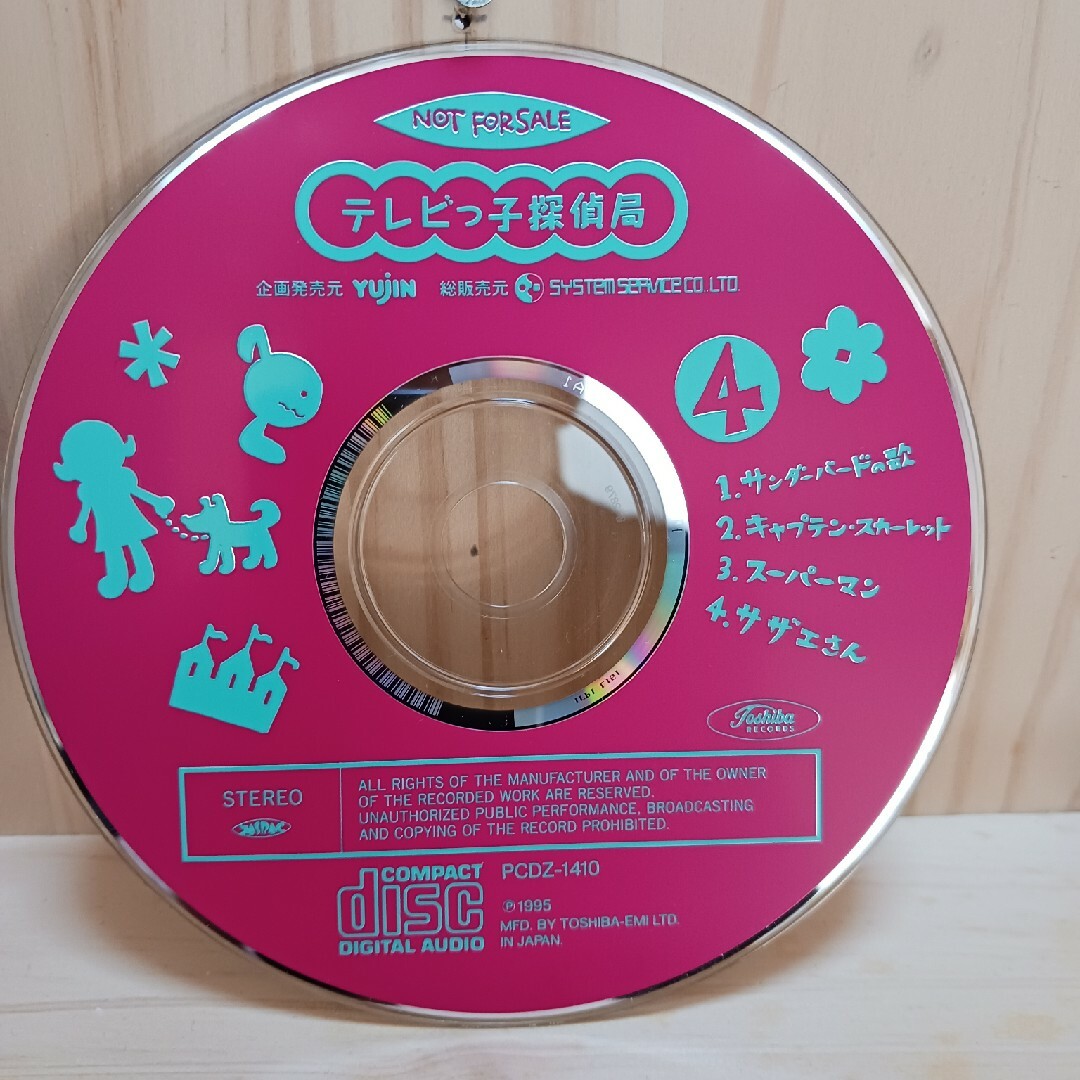 NOT FOR SALE
テレビっ子探偵局
企画発売元 YUJIN 総販売元 SYSTEM SERVICE CO.,LTD.
4
1.サンダーバードの歌
2.キャプテン・スカーレット
3.スーパーマン
4.サザエさん
Toshiba
RECORDS
STEREO
ALL RIGHTS OF THE MANUFACTURER AND OF THE OWNER
OF THE RECORDED WORK ARE RESERVED.
UNAUTHORIZED PUBLIC PERFORMANCE, BROADCASTING
AND COPYING OF THE RECORD PROHIBITED.
COMPACT
disc
DIGITAL AUDIO
PCDZ-1410
℗1995
MFD. BY TOSHIBA-EMI LTD.
IN JAPAN.